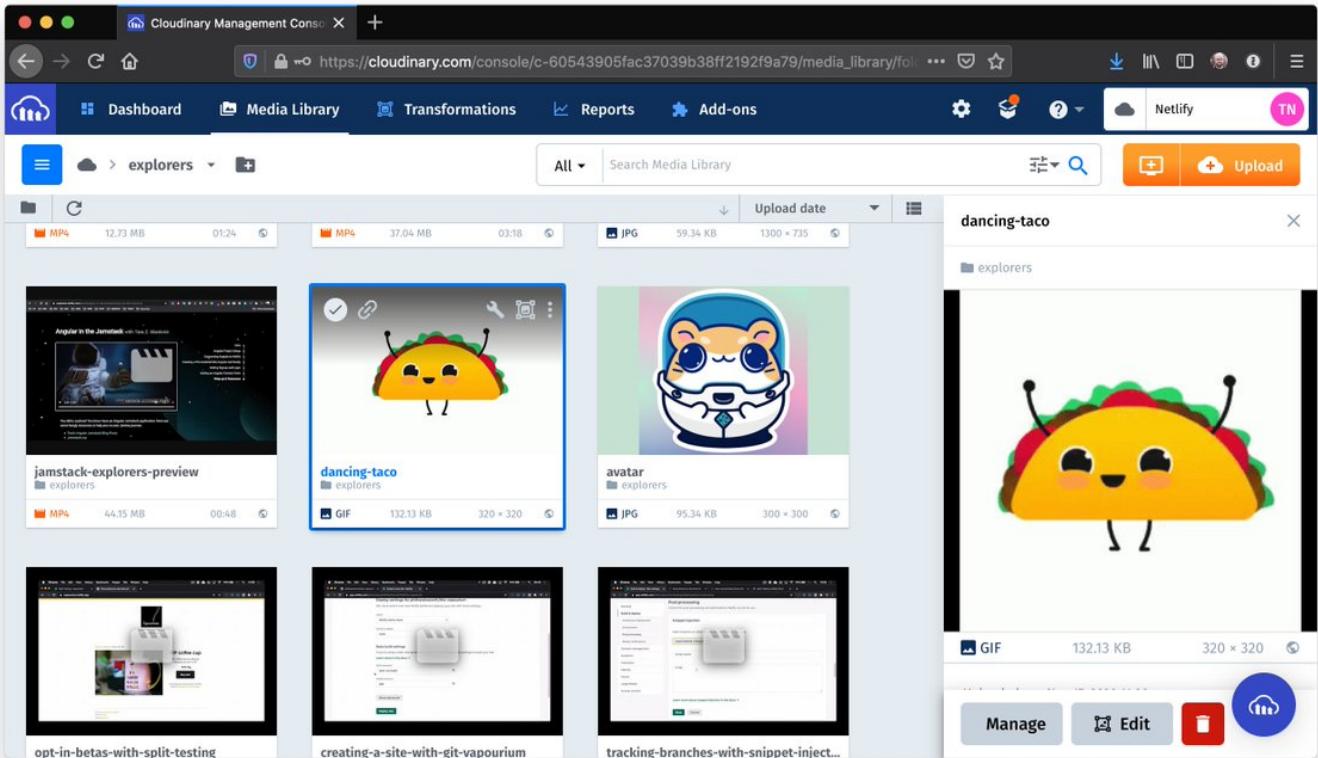 Cloudinary Management Conso
https://cloudinary.com/console/c-60543905fac37039b38ff2192f9a79/media_library/fol
Dashboard
Media Library
Transformations
Reports
Add-ons
Netlify
TN
explorers
All
Search Media Library
Upload
Upload date
MP4 12.73 MB 01:24
MP4 37.04 MB 03:18
JPG 59.34 KB 1300 × 735
dancing-taco
explorers
Angular in the Jamstack
jamstack-explorers-preview
explorers
MP4 44.15 MB 00:48
dancing-taco
explorers
GIF 132.13 KB 320 × 320
avatar
explorers
JPG 95.34 KB 300 × 300
GIF 132.13 KB 320 × 320
Manage
Edit
opt-in-betas-with-split-testing
creating-a-site-with-git-vapourium
tracking-branches-with-snippet-inject...